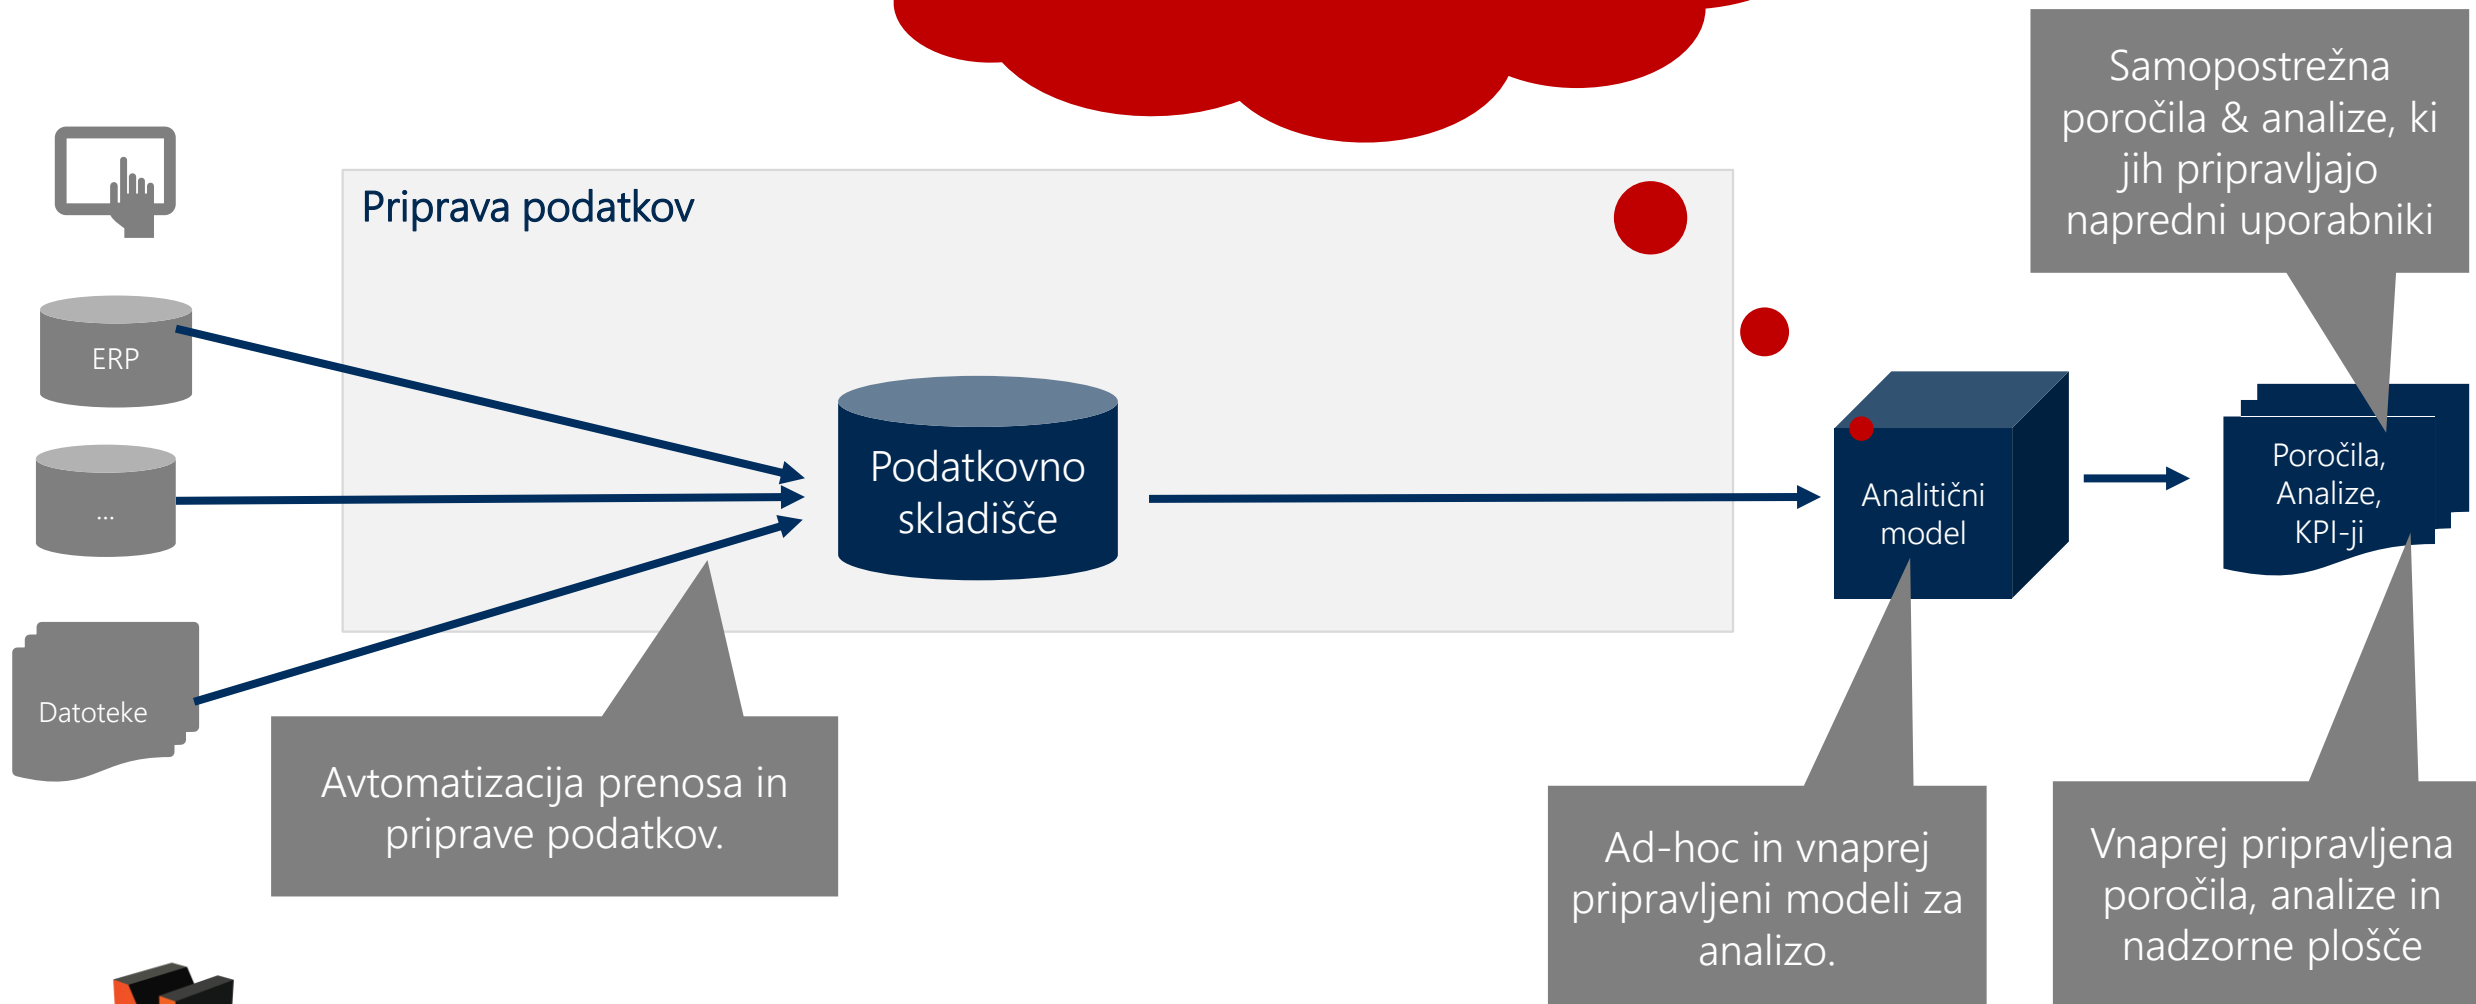 Samopostrežna
poročila & analize, ki
jih pripravljajo
napredni uporabniki
Priprava podatkov
ERP
...
Datoteke
Podatkovno
skladišče
Analitični
model
Poročila,
Analize,
KPI-ji
Avtomatizacija prenosa in
priprave podatkov.
Ad-hoc in vnaprej
pripravljeni modeli za
analizo.
Vnaprej pripravljena
poročila, analize in
nadzorne plošče